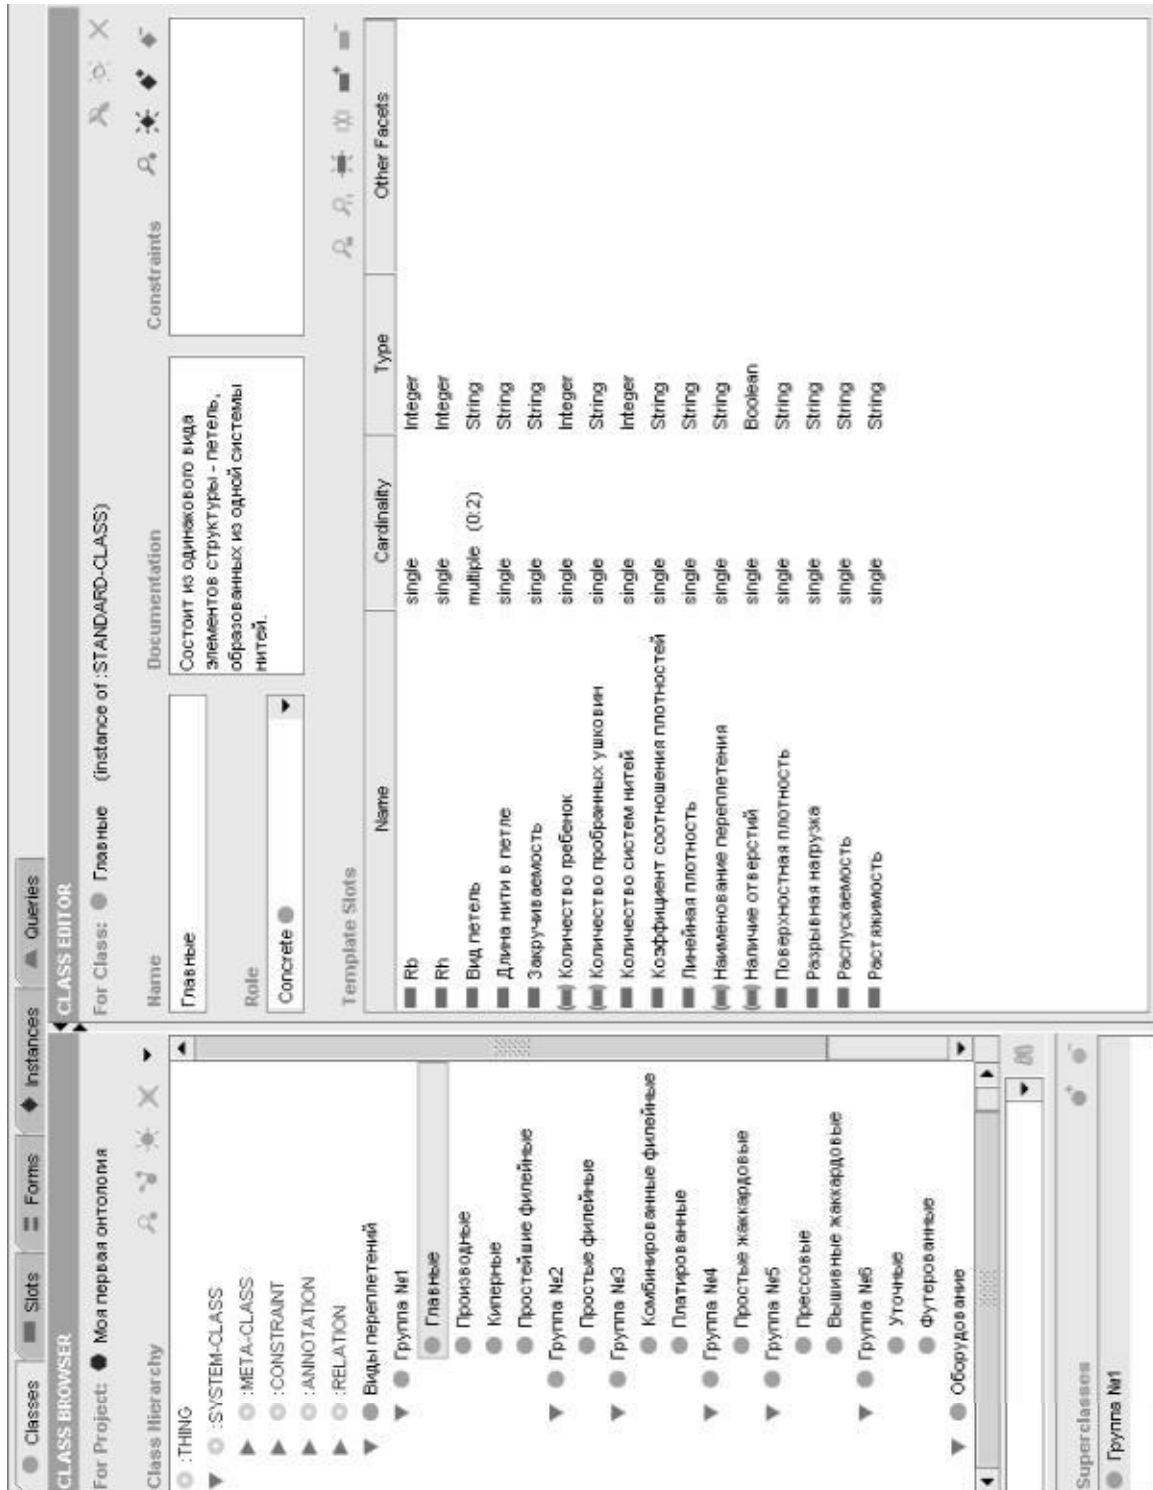 Classes Slots Forms Instances Queries
CLASS BROWSER
For Project: Моя первая онтология
Class Hierarchy
:THING
:SYSTEM-CLASS
:META-CLASS
:CONSTRAINT
:ANNOTATION
:RELATION
Виды переплетений
Группа №1
Главные
Производные
Киперные
Простейшие филейные
Группа №2
Простые филейные
Группа №3
Комбинированные филейные
Платированные
Группа №4
Простые жаккардовые
Группа №5
Прессовые
Вышивные жаккардовые
Группа №6
Уточные
Футерованные
Оборудование
Superclasses
Группа №1
CLASS EDITOR
For Class: Главные (instance of :STANDARD-CLASS)
Name Documentation Constraints
Главные
Role
Concrete
Состоит из одинакового вида
элементов структуры - петель,
образованных из одной системы
нитей.
Template Slots
Name Cardinality Type Other Facets
Rb single Integer
Rh single Integer
Вид петель multiple (0:2) String
Длина нити в петле single String
Закручиваемость single String
Количество гребенок single Integer
Количество пробранных ушковин single String
Количество систем нитей single Integer
Коэффициент соотношения плотностей single String
Линейная плотность single String
Наименование переплетения single String
Наличие отверстий single Boolean
Поверхностная плотность single String
Разрывная нагрузка single String
Распускаемость single String
Растяжимость single String